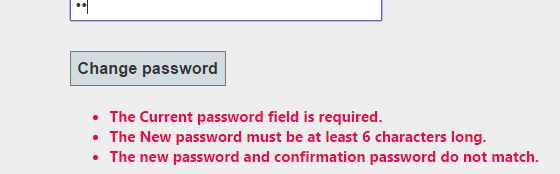 ••
Change password
• The Current password field is required.
• The New password must be at least 6 characters long.
• The new password and confirmation password do not match.